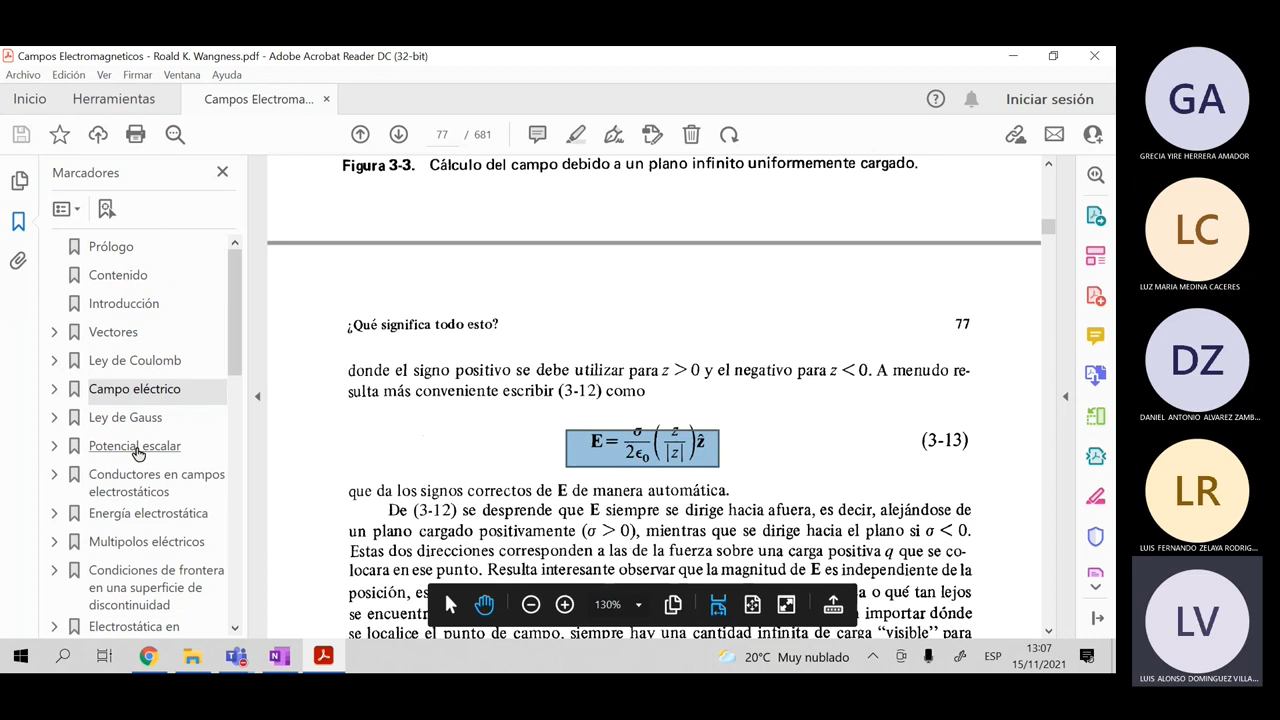 Campos Electromagneticos - Roald K. Wangness.pdf - Adobe Acrobat Reader DC (32-bit)
Archivo Edición Ver Firmar Ventana Ayuda
Inicio Herramientas Campos Electroma... × Iniciar sesión
77 / 681
Marcadores
Prólogo
Contenido
Introducción
Vectores
Ley de Coulomb
Campo eléctrico
Ley de Gauss
Potencial escalar
Conductores en campos
electrostáticos
Energía electrostática
Multipolos eléctricos
Condiciones de frontera
en una superficie de
discontinuidad
Electrostática en
Figura 3-3. Cálculo del campo debido a un plano infinito uniformemente cargado.
¿Qué significa todo esto? 77
donde el signo positivo se debe utilizar para z > 0 y el negativo para z < 0. A menudo re-
sulta más conveniente escribir (3-12) como
E = σ/2ϵ₀ (z/|z|) ẑ (3-13)
que da los signos correctos de E de manera automática.
De (3-12) se desprende que E siempre se dirige hacia afuera, es decir, alejándose de
un plano cargado positivamente (σ > 0), mientras que se dirige hacia el plano si σ < 0.
Estas dos direcciones corresponden a las de la fuerza sobre una carga positiva q que se co-
locara en ese punto. Resulta interesante observar que la magnitud de E es independiente de la
posición, es
a o qué tan lejos
se encuentr
importar dónde
se localice el punto de campo, siempre hay una cantidad infinita de carga “visible” para
130%
20°C Muy nublado
ESP
13:07
15/11/2021
GA
GRECIA YIRE HERRERA AMADOR
LC
LUZ MARIA MEDINA CACERES
DZ
DANIEL ANTONIO ALVAREZ ZAMB...
LR
LUIS FERNANDO ZELAYA RODRIG...
LV
LUIS ALONSO DOMINGUEZ VILLA...